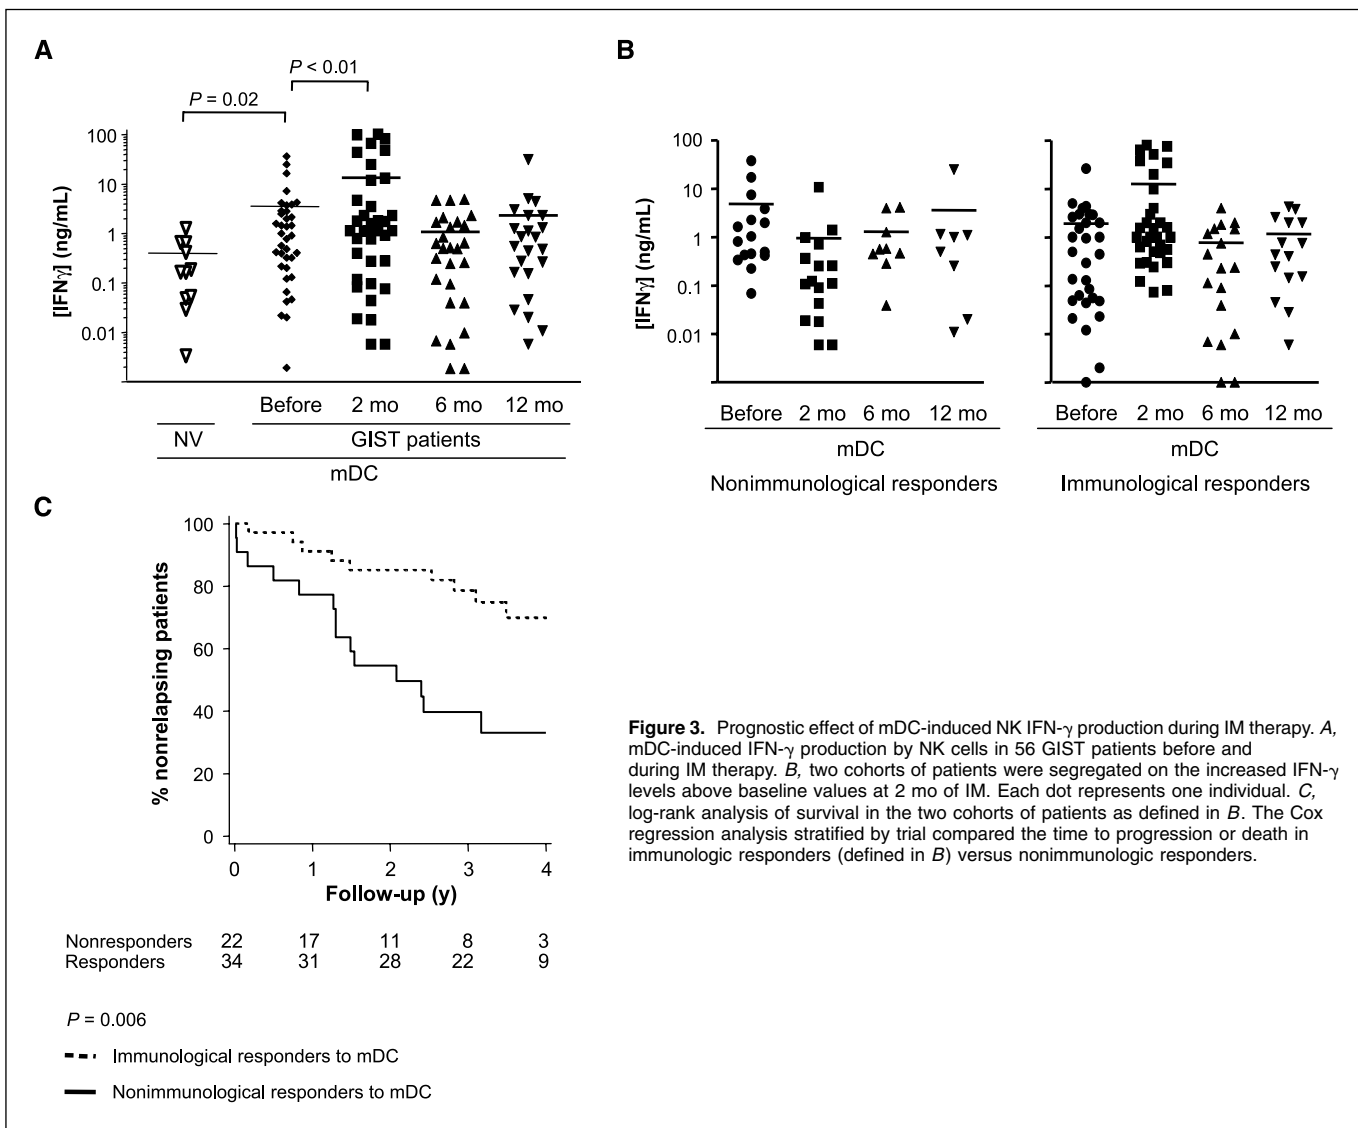 A
P < 0.01
P = 0.02
[IFNγ] (ng/mL)
100
10
1
0.1
0.01
Before 2 mo 6 mo 12 mo
NV GIST patients
mDC
B
[IFNγ] (ng/mL)
100
10
1
0.1
0.01
Before 2 mo 6 mo 12 mo
mDC
Nonimmunological responders
Before 2 mo 6 mo 12 mo
mDC
Immunological responders
C
% nonrelapsing patients
100
80
60
40
20
0
0 1 2 3 4
Follow-up (y)
Nonresponders 22 17 11 8 3
Responders 34 31 28 22 9
P = 0.006
Immunological responders to mDC
Nonimmunological responders to mDC
Figure 3. Prognostic effect of mDC-induced NK IFN-γ production during IM therapy. A,
mDC-induced IFN-γ production by NK cells in 56 GIST patients before and
during IM therapy. B, two cohorts of patients were segregated on the increased IFN-γ
levels above baseline values at 2 mo of IM. Each dot represents one individual. C,
log-rank analysis of survival in the two cohorts of patients as defined in B. The Cox
regression analysis stratified by trial compared the time to progression or death in
immunologic responders (defined in B) versus nonimmunologic responders.